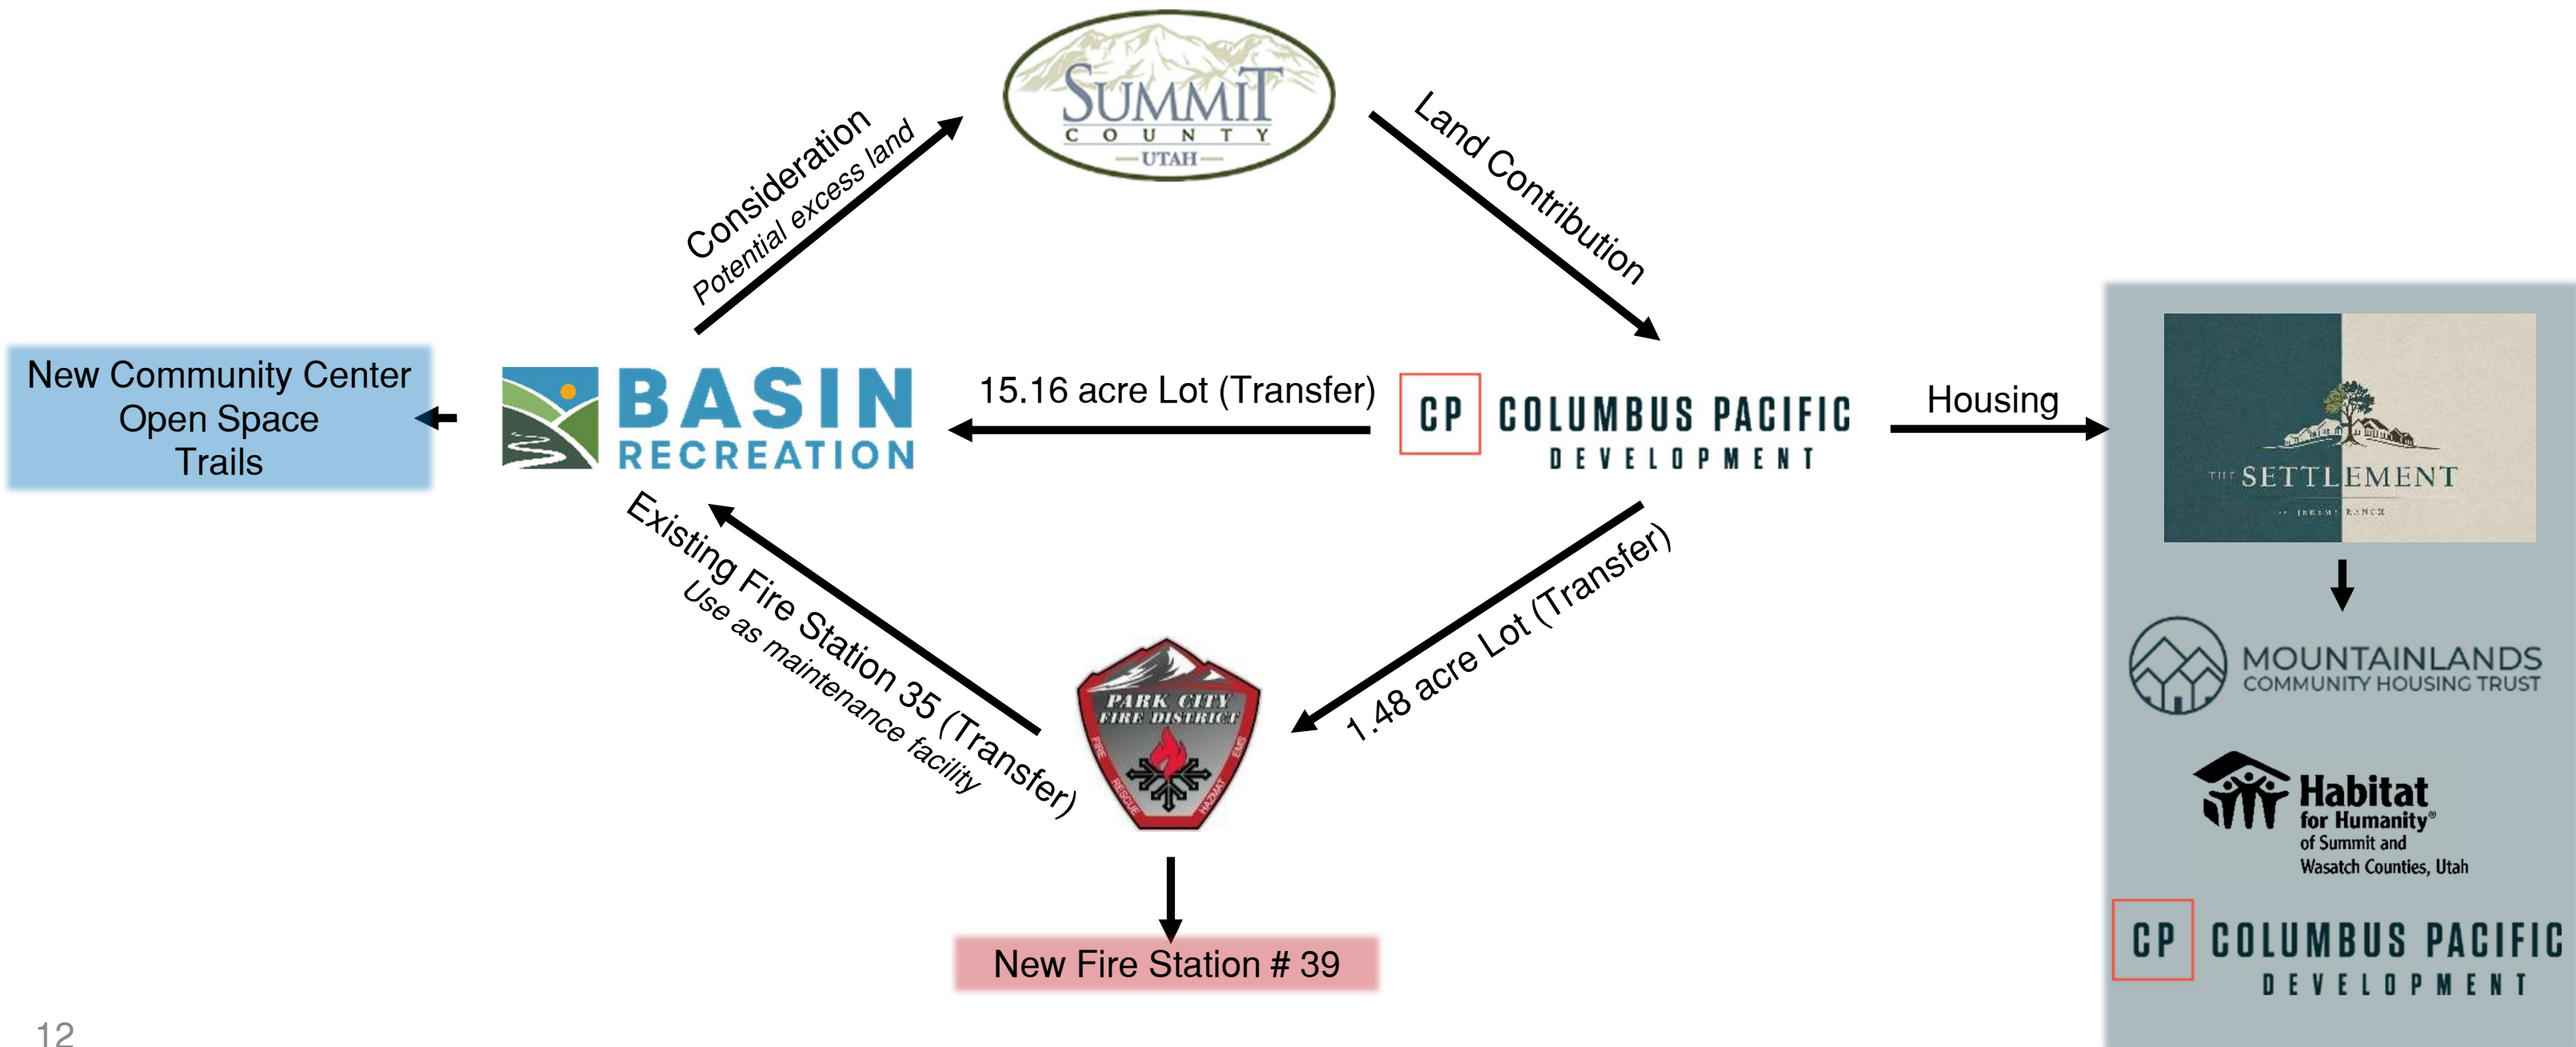 SUMMIT
COUNTY
UTAH
Consideration
Potential excess land
Land Contribution
New Community Center
Open Space
Trails
BASIN
RECREATION
15.16 acre Lot (Transfer)
CP
COLUMBUS PACIFIC
DEVELOPMENT
Housing
THE SETTLEMENT
JEREMY RANCH
Existing Fire Station 35 (Transfer)
Use as maintenance facility
1.48 acre Lot (Transfer)
PARK CITY
FIRE DISTRICT
FIRE
RESCUE
HAZMAT
EMS
New Fire Station # 39
MOUNTAINLANDS
COMMUNITY HOUSING TRUST
Habitat
for Humanity®
of Summit and
Wasatch Counties, Utah
CP
COLUMBUS PACIFIC
DEVELOPMENT
12